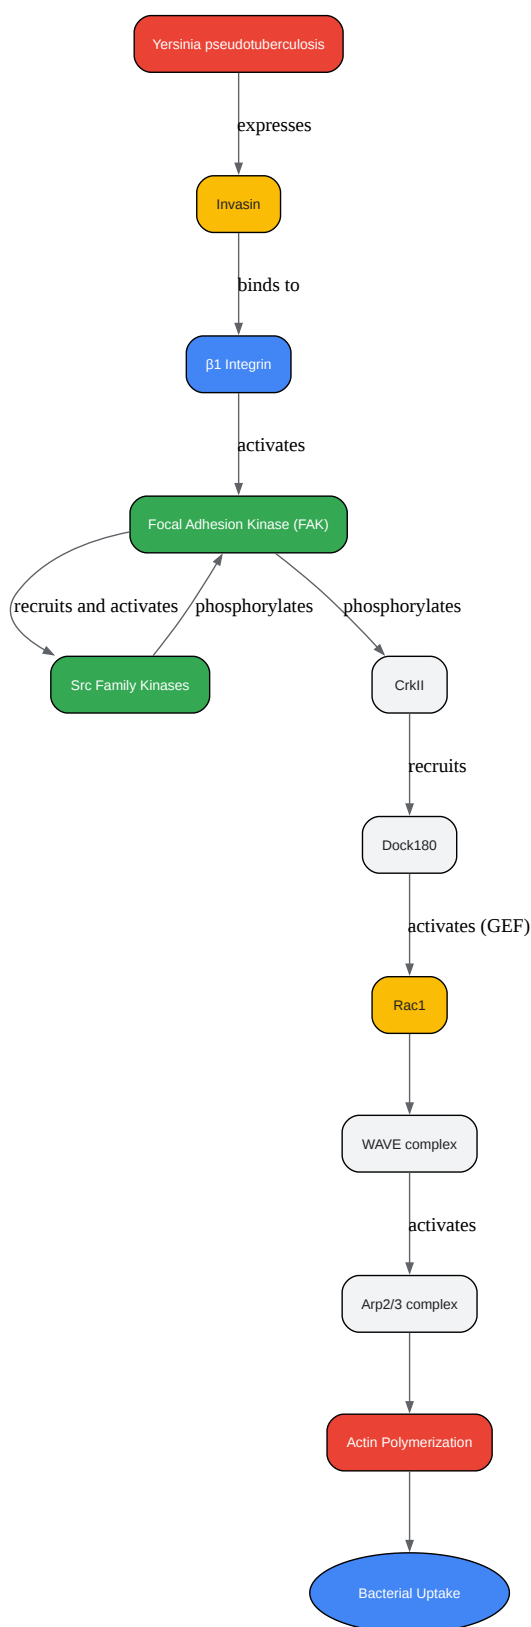 Yersinia pseudotuberculosis
expresses
Invasin
binds to
β1 Integrin
activates
Focal Adhesion Kinase (FAK)
recruits and activates
phosphorylates
phosphorylates
Src Family Kinases
CrkII
recruits
Dock180
activates (GEF)
Rac1
WAVE complex
activates
Arp2/3 complex
Actin Polymerization
Bacterial Uptake